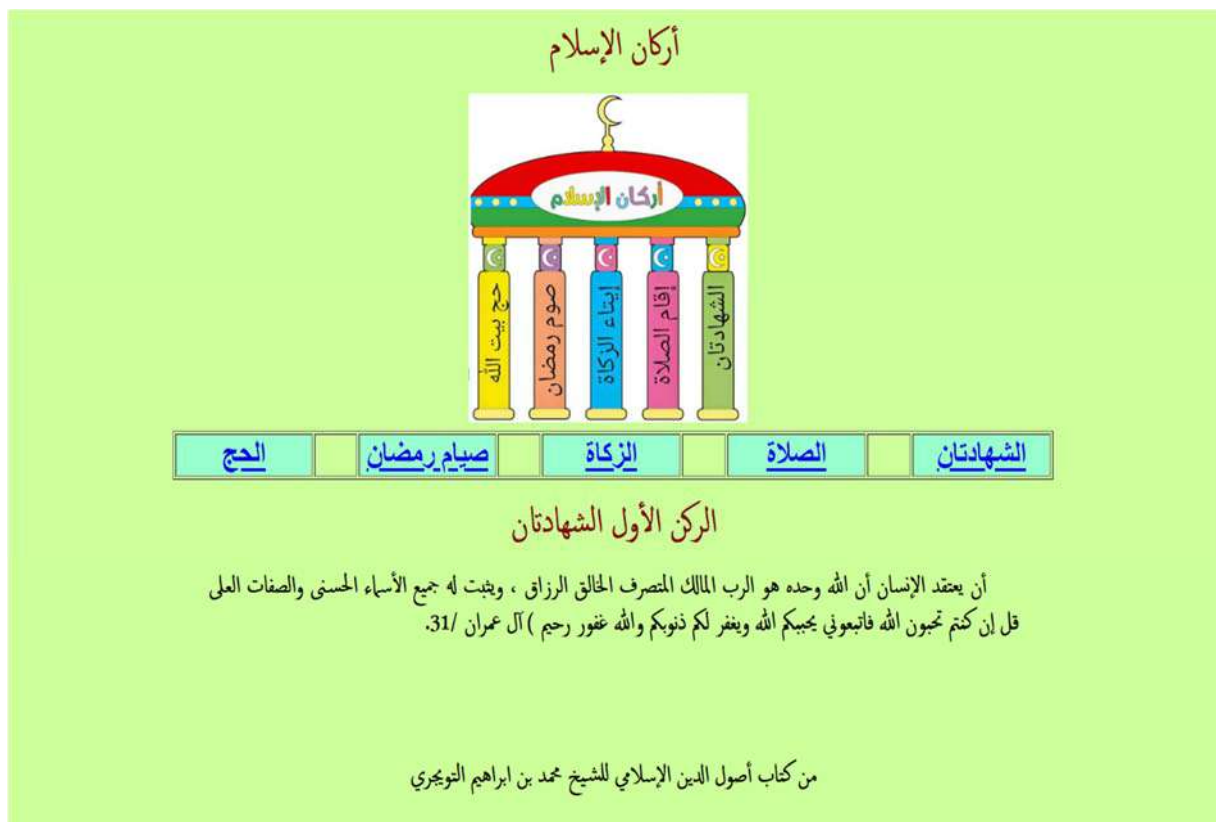 أركان الإسلام
أركان الإسلام
الشهادتان
إقام الصلاة
إيتاء الزكاة
صوم رمضان
حج بيت الله
الشهادتان الصلاة الزكاة صيام رمضان الحج
الركن الأول الشهادتان
أن يعتقد الإنسان أن الله وحده هو الرب المالك المتصرف الخالق الرزاق ، ويثبت له جميع الأسماء الحسنى والصفات العلى
قل إن كنتم تحبون الله فاتبعوني يحببكم الله ويغفر لكم ذنوبكم والله غفور رحيم ) آل عمران /31.
من كتاب أصول الدين الإسلامي للشيخ محمد بن ابراهيم التويجري